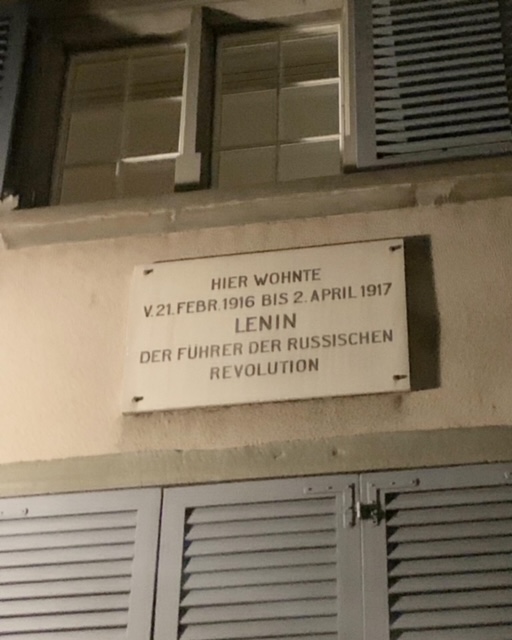 HIER WOHNTE
V. 21. FEBR. 1916 BIS 2. APRIL 1917
LENIN
DER FÜHRER DER RUSSISCHEN
REVOLUTION